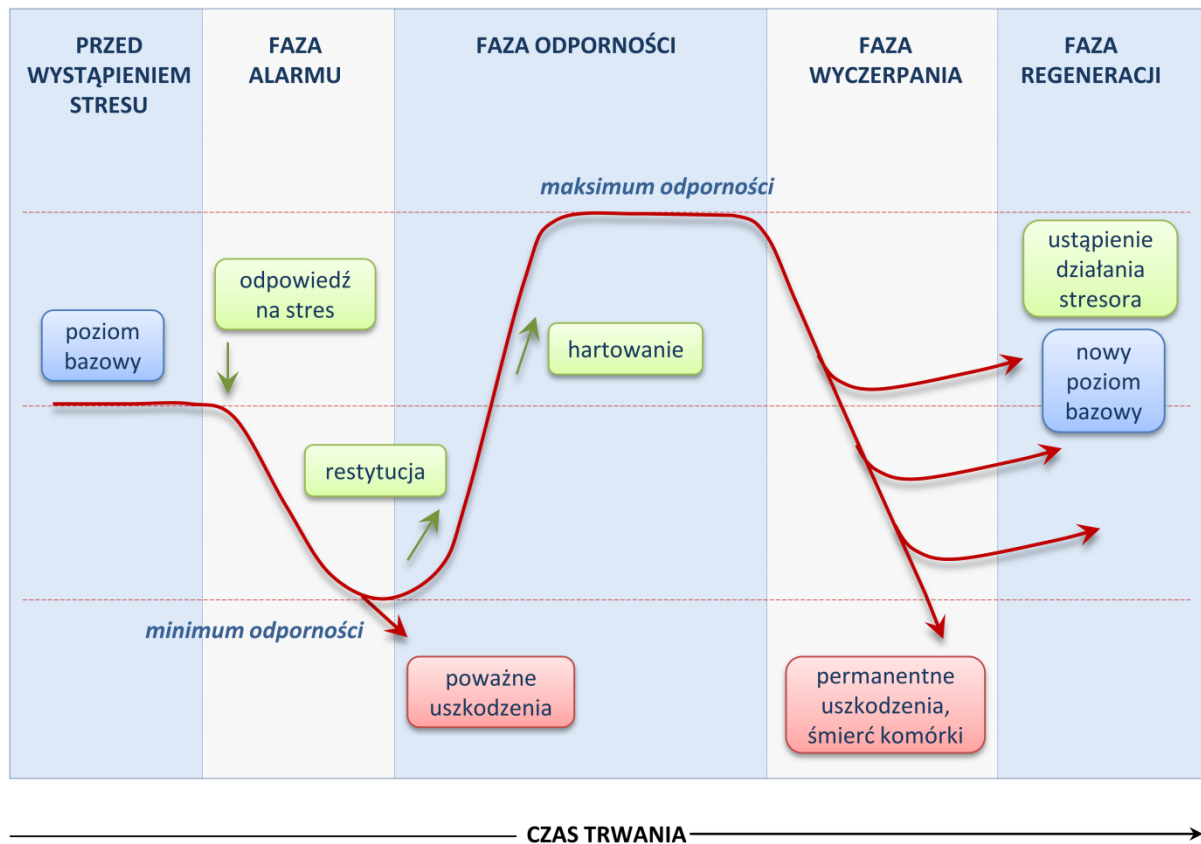 PRZED
WYSTĄPIENIEM
STRESU
FAZA
ALARMU
FAZA ODPORNOŚCI
FAZA
WYCZERPANIA
FAZA
REGENERACJI
maksimum odporności
odpowiedź
na stres
ustąpienie
działania
stresora
poziom
bazowy
hartowanie
nowy
poziom
bazowy
restytucja
minimum odporności
poważne
uszkodzenia
permanentne
uszkodzenia,
śmierć komórki
CZAS TRWANIA